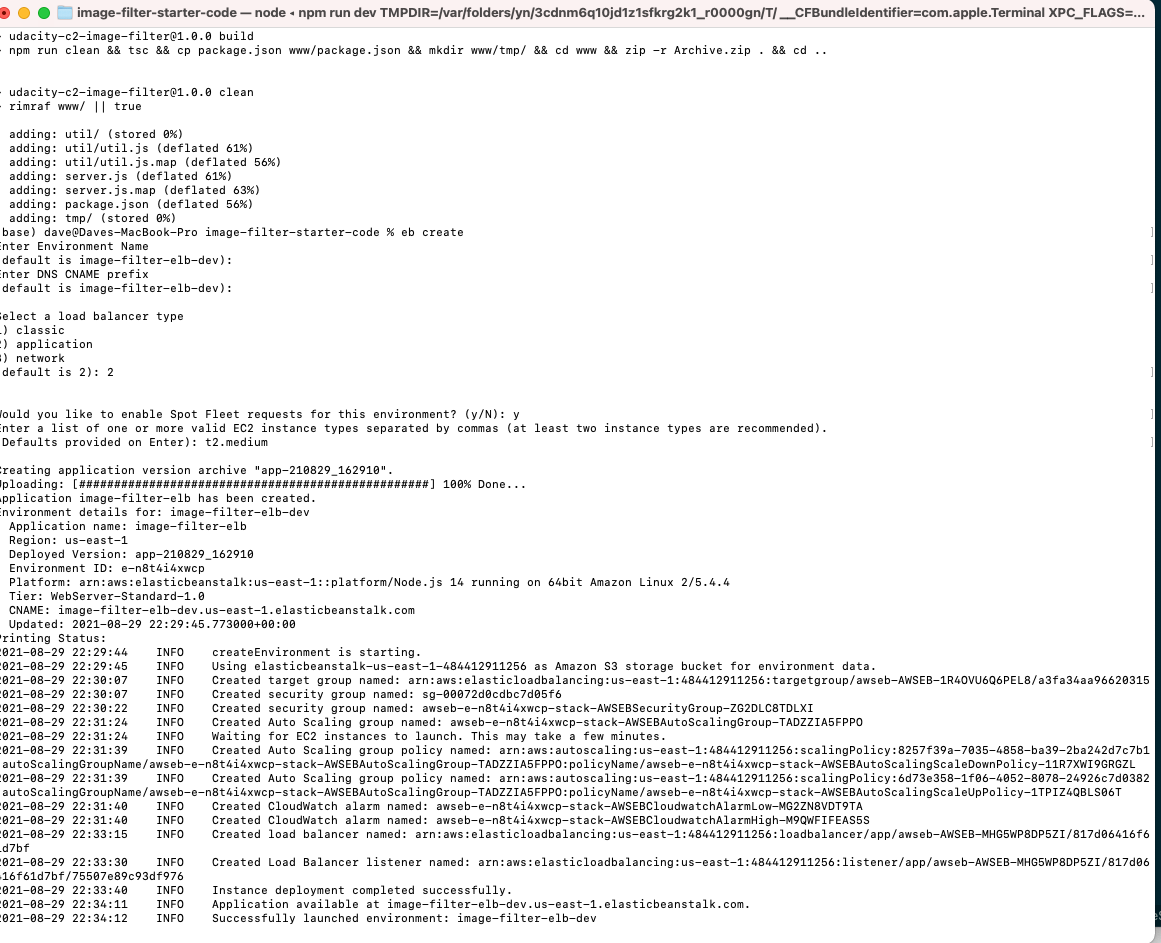 image-filter-starter-code — node ◂ npm run dev TMPDIR=/var/folders/yn/3cdnm6q10jd1z1sfkrg2k1_r0000gn/T/ __CFBundleIdentifier=com.apple.Terminal XPC_FLAGS=...
udacity-c2-image-filter@1.0.0 build
npm run clean && tsc && cp package.json www/package.json && mkdir www/tmp/ && cd www && zip -r Archive.zip . && cd ..
udacity-c2-image-filter@1.0.0 clean
rimraf www/ || true
adding: util/ (stored 0%)
adding: util/util.js (deflated 61%)
adding: util/util.js.map (deflated 56%)
adding: server.js (deflated 61%)
adding: server.js.map (deflated 63%)
adding: package.json (deflated 56%)
adding: tmp/ (stored 0%)
base) dave@Daves-MacBook-Pro image-filter-starter-code % eb create ]
Enter Environment Name
default is image-filter-elb-dev): ]
Enter DNS CNAME prefix
default is image-filter-elb-dev): ]
Select a load balancer type
1) classic
2) application
3) network
default is 2): 2 ]
Would you like to enable Spot Fleet requests for this environment? (y/N): y ]
Enter a list of one or more valid EC2 instance types separated by commas (at least two instance types are recommended).
Defaults provided on Enter): t2.medium ]
Creating application version archive "app-210829_162910".
Uploading: [##################################################] 100% Done...
Application image-filter-elb has been created.
Environment details for: image-filter-elb-dev
Application name: image-filter-elb
Region: us-east-1
Deployed Version: app-210829_162910
Environment ID: e-n8t4i4xwcp
Platform: arn:aws:elasticbeanstalk:us-east-1::platform/Node.js 14 running on 64bit Amazon Linux 2/5.4.4
Tier: WebServer-Standard-1.0
CNAME: image-filter-elb-dev.us-east-1.elasticbeanstalk.com
Updated: 2021-08-29 22:29:45.773000+00:00
Printing Status:
2021-08-29 22:29:44 INFO createEnvironment is starting.
2021-08-29 22:29:45 INFO Using elasticbeanstalk-us-east-1-484412911256 as Amazon S3 storage bucket for environment data.
2021-08-29 22:30:07 INFO Created target group named: arn:aws:elasticloadbalancing:us-east-1:484412911256:targetgroup/awseb-AWSEB-1R4OVU6Q6PEL8/a3fa34aa96620315
2021-08-29 22:30:07 INFO Created security group named: sg-00072d0cdbc7d05f6
2021-08-29 22:30:22 INFO Created security group named: awseb-e-n8t4i4xwcp-stack-AWSEBSecurityGroup-ZG2DLC8TDLXI
2021-08-29 22:31:24 INFO Created Auto Scaling group named: awseb-e-n8t4i4xwcp-stack-AWSEBAutoScalingGroup-TADZZIA5FPPO
2021-08-29 22:31:24 INFO Waiting for EC2 instances to launch. This may take a few minutes.
2021-08-29 22:31:39 INFO Created Auto Scaling group policy named: arn:aws:autoscaling:us-east-1:484412911256:scalingPolicy:8257f39a-7035-4858-ba39-2ba242d7c7b1
autoScalingGroupName/awseb-e-n8t4i4xwcp-stack-AWSEBAutoScalingGroup-TADZZIA5FPPO:policyName/awseb-e-n8t4i4xwcp-stack-AWSEBAutoScalingScaleDownPolicy-11R7XWI9GRGZL
2021-08-29 22:31:39 INFO Created Auto Scaling group policy named: arn:aws:autoscaling:us-east-1:484412911256:scalingPolicy:6d73e358-1f06-4052-8078-24926c7d0382
autoScalingGroupName/awseb-e-n8t4i4xwcp-stack-AWSEBAutoScalingGroup-TADZZIA5FPPO:policyName/awseb-e-n8t4i4xwcp-stack-AWSEBAutoScalingScaleUpPolicy-1TPIZ4QBLS06T
2021-08-29 22:31:40 INFO Created CloudWatch alarm named: awseb-e-n8t4i4xwcp-stack-AWSEBCloudwatchAlarmLow-MG2ZN8VDT9TA
2021-08-29 22:31:40 INFO Created CloudWatch alarm named: awseb-e-n8t4i4xwcp-stack-AWSEBCloudwatchAlarmHigh-M9QWFIFEAS5S
2021-08-29 22:33:15 INFO Created load balancer named: arn:aws:elasticloadbalancing:us-east-1:484412911256:loadbalancer/app/awseb-AWSEB-MHG5WP8DP5ZI/817d06416f6
1d7bf
2021-08-29 22:33:30 INFO Created Load Balancer listener named: arn:aws:elasticloadbalancing:us-east-1:484412911256:listener/app/awseb-AWSEB-MHG5WP8DP5ZI/817d06
416f61d7bf/75507e89c93df976
2021-08-29 22:33:40 INFO Instance deployment completed successfully.
2021-08-29 22:34:11 INFO Application available at image-filter-elb-dev.us-east-1.elasticbeanstalk.com.
2021-08-29 22:34:12 INFO Successfully launched environment: image-filter-elb-dev